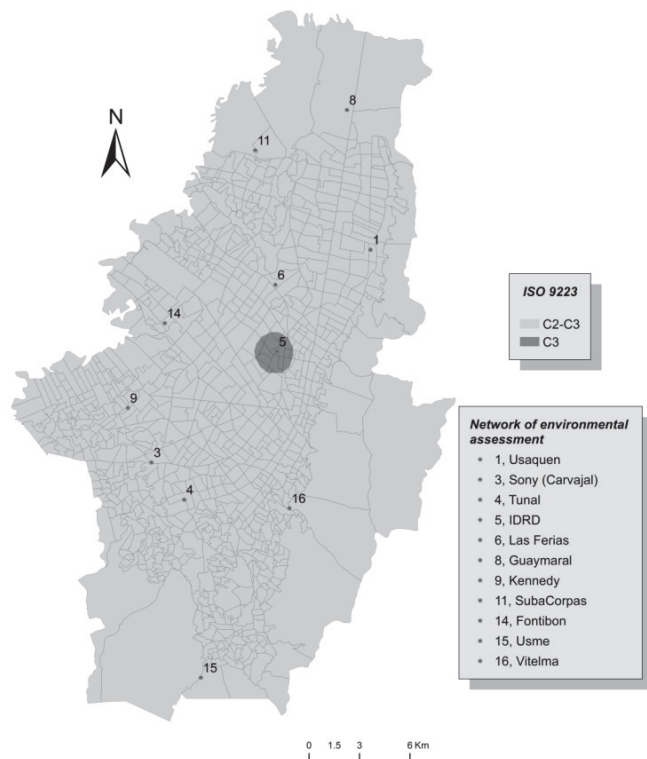 8
N
11
1
6
14
5
9
3
4
16
15
ISO 9223
C2-C3
C3
Network of environmental
assessment
1, Usaquen
3, Sony (Carvajal)
4, Tunal
5, IDRD
6, Las Ferias
8, Guaymaral
9, Kennedy
11, SubaCorpas
14, Fontibon
15, Usme
16, Vitelma
0 1.5 3 6 Km